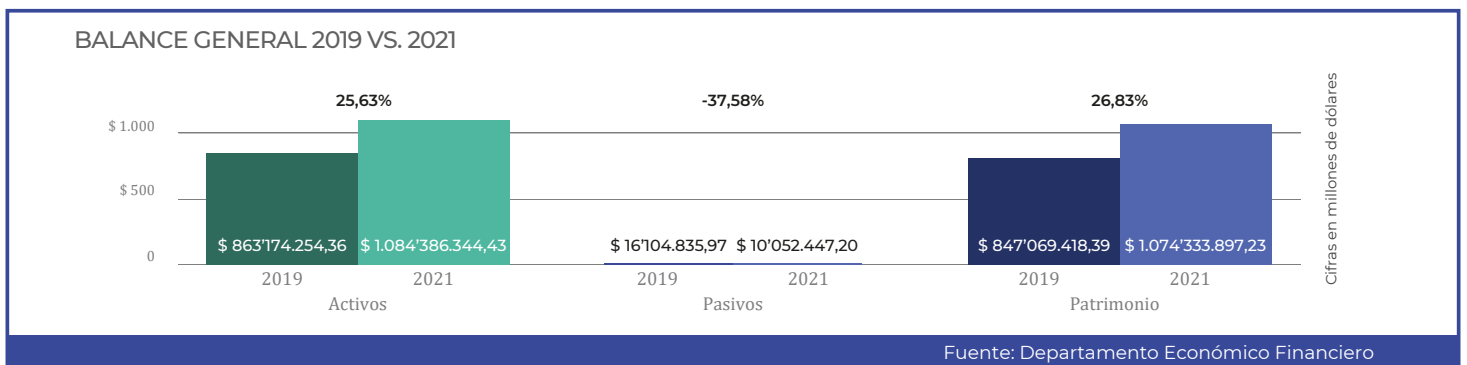 BALANCE GENERAL 2019 VS. 2021
25,63% -37,58% 26,83%
$ 1.000
$ 500
0
$ 863'174.254,36 $ 1.084'386.344,43 $ 16'104.835,97 $ 10'052.447,20 $ 847'069.418,39 $ 1.074'333.897,23
2019 2021 2019 2021 2019 2021
Activos Pasivos Patrimonio
Cifras en millones de dólares
Fuente: Departamento Económico Financiero